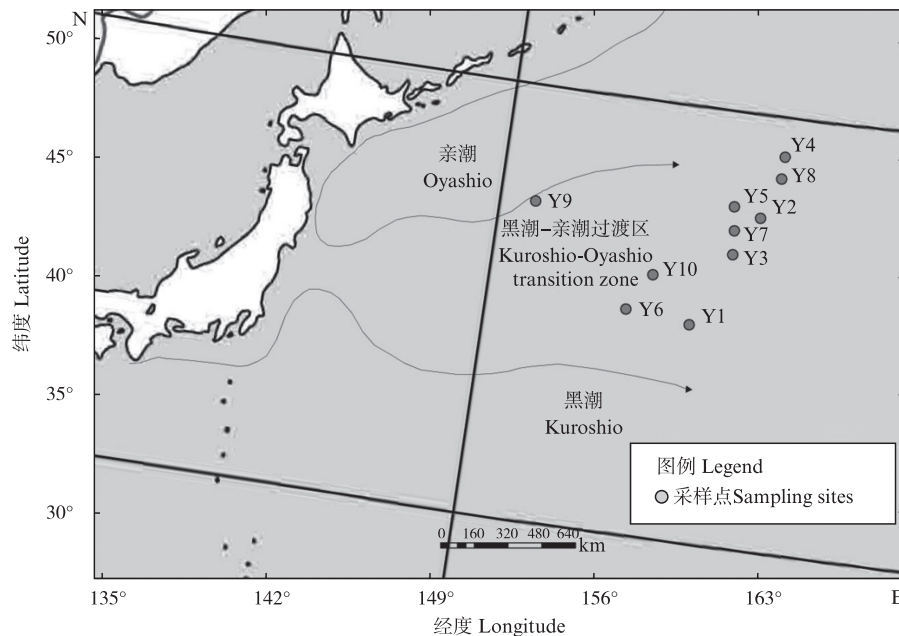 N
50°
45°
40°
35°
30°
纬度 Latitude
亲潮
Oyashio
黑潮-亲潮过渡区
Kuroshio-Oyashio
transition zone
黑潮
Kuroshio
Y4
Y8
Y5
Y2
Y7
Y3
Y9
Y10
Y6
Y1
图例 Legend
采样点Sampling sites
0 160 320 480 640
km
135° 142° 149° 156° 163° E
经度 Longitude